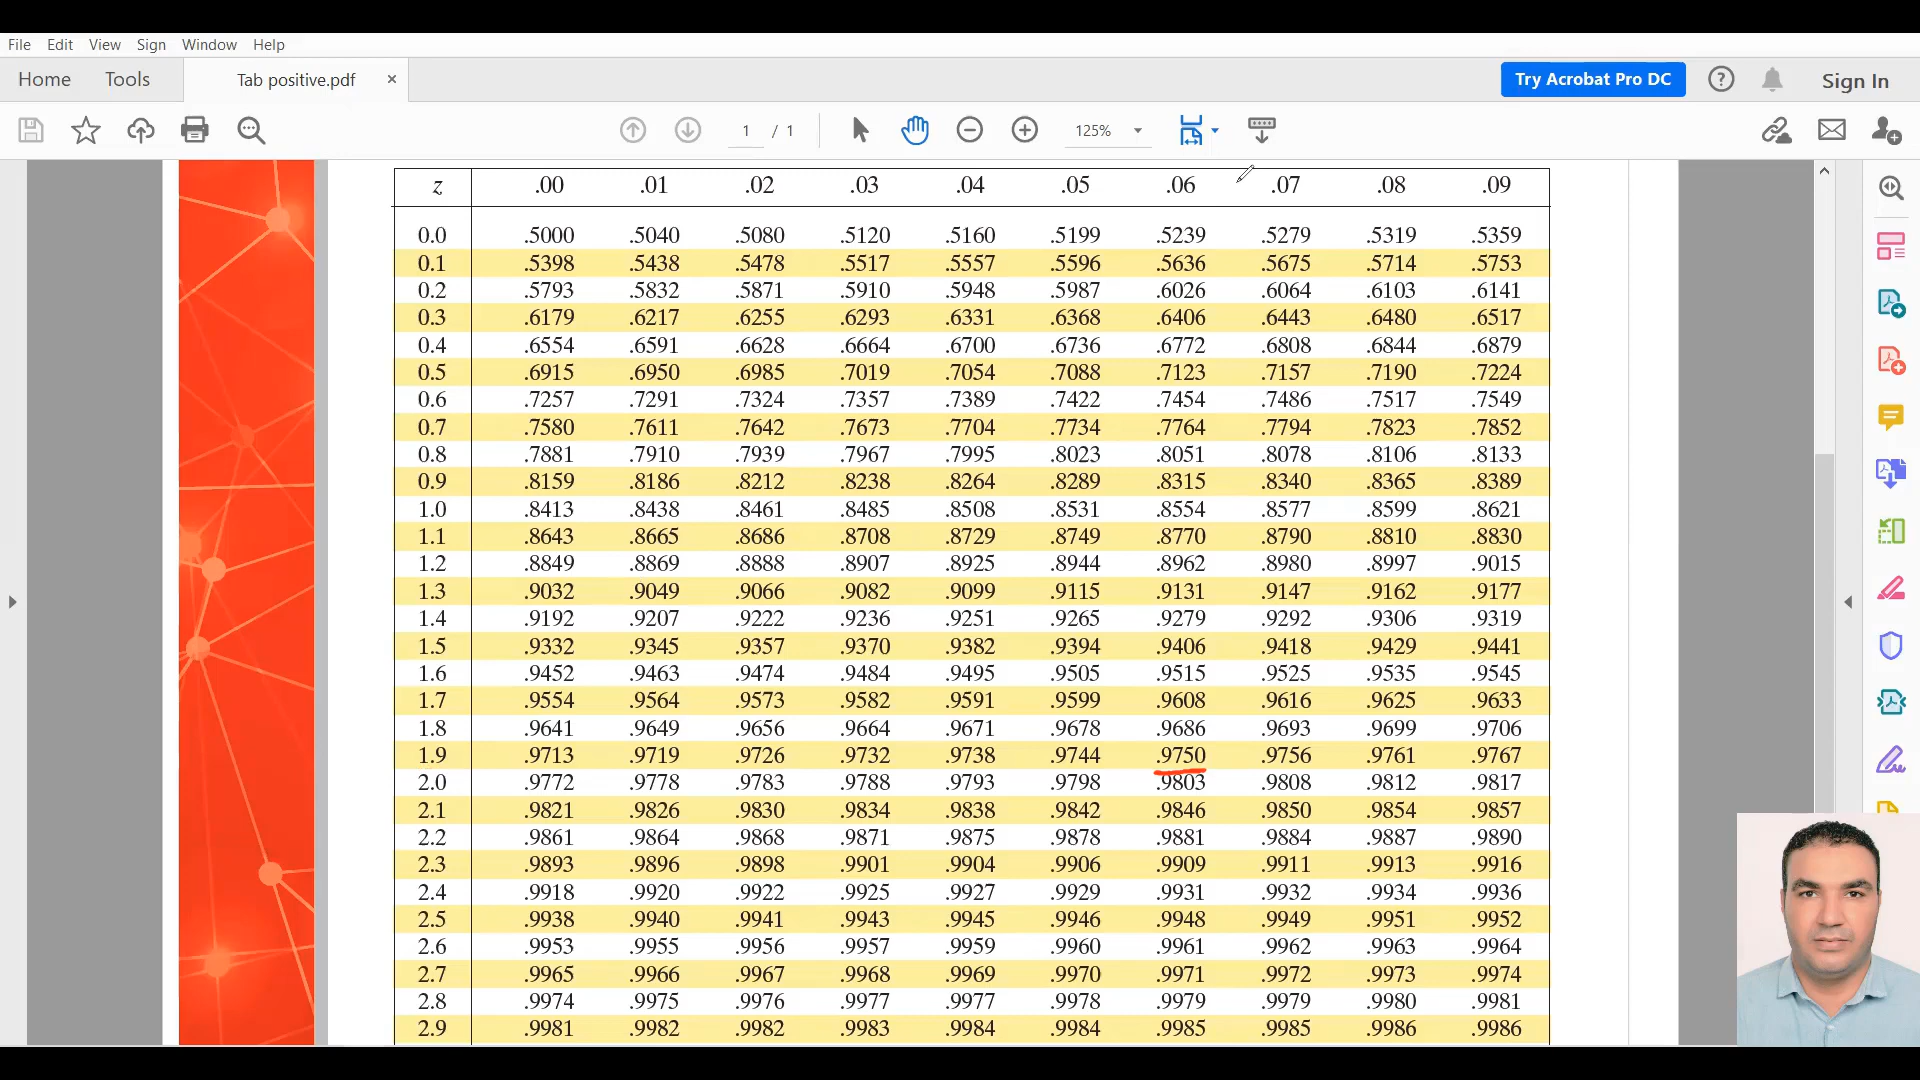 File Edit View Sign Window Help
Home Tools Tab positive.pdf × Try Acrobat Pro DC ? Sign In
1 / 1 125%
z .00 .01 .02 .03 .04 .05 .06 .07 .08 .09
0.0 .5000 .5040 .5080 .5120 .5160 .5199 .5239 .5279 .5319 .5359
0.1 .5398 .5438 .5478 .5517 .5557 .5596 .5636 .5675 .5714 .5753
0.2 .5793 .5832 .5871 .5910 .5948 .5987 .6026 .6064 .6103 .6141
0.3 .6179 .6217 .6255 .6293 .6331 .6368 .6406 .6443 .6480 .6517
0.4 .6554 .6591 .6628 .6664 .6700 .6736 .6772 .6808 .6844 .6879
0.5 .6915 .6950 .6985 .7019 .7054 .7088 .7123 .7157 .7190 .7224
0.6 .7257 .7291 .7324 .7357 .7389 .7422 .7454 .7486 .7517 .7549
0.7 .7580 .7611 .7642 .7673 .7704 .7734 .7764 .7794 .7823 .7852
0.8 .7881 .7910 .7939 .7967 .7995 .8023 .8051 .8078 .8106 .8133
0.9 .8159 .8186 .8212 .8238 .8264 .8289 .8315 .8340 .8365 .8389
1.0 .8413 .8438 .8461 .8485 .8508 .8531 .8554 .8577 .8599 .8621
1.1 .8643 .8665 .8686 .8708 .8729 .8749 .8770 .8790 .8810 .8830
1.2 .8849 .8869 .8888 .8907 .8925 .8944 .8962 .8980 .8997 .9015
1.3 .9032 .9049 .9066 .9082 .9099 .9115 .9131 .9147 .9162 .9177
1.4 .9192 .9207 .9222 .9236 .9251 .9265 .9279 .9292 .9306 .9319
1.5 .9332 .9345 .9357 .9370 .9382 .9394 .9406 .9418 .9429 .9441
1.6 .9452 .9463 .9474 .9484 .9495 .9505 .9515 .9525 .9535 .9545
1.7 .9554 .9564 .9573 .9582 .9591 .9599 .9608 .9616 .9625 .9633
1.8 .9641 .9649 .9656 .9664 .9671 .9678 .9686 .9693 .9699 .9706
1.9 .9713 .9719 .9726 .9732 .9738 .9744 .9750 .9756 .9761 .9767
2.0 .9772 .9778 .9783 .9788 .9793 .9798 .9803 .9808 .9812 .9817
2.1 .9821 .9826 .9830 .9834 .9838 .9842 .9846 .9850 .9854 .9857
2.2 .9861 .9864 .9868 .9871 .9875 .9878 .9881 .9884 .9887 .9890
2.3 .9893 .9896 .9898 .9901 .9904 .9906 .9909 .9911 .9913 .9916
2.4 .9918 .9920 .9922 .9925 .9927 .9929 .9931 .9932 .9934 .9936
2.5 .9938 .9940 .9941 .9943 .9945 .9946 .9948 .9949 .9951 .9952
2.6 .9953 .9955 .9956 .9957 .9959 .9960 .9961 .9962 .9963 .9964
2.7 .9965 .9966 .9967 .9968 .9969 .9970 .9971 .9972 .9973 .9974
2.8 .9974 .9975 .9976 .9977 .9977 .9978 .9979 .9979 .9980 .9981
2.9 .9981 .9982 .9982 .9983 .9984 .9984 .9985 .9985 .9986 .9986